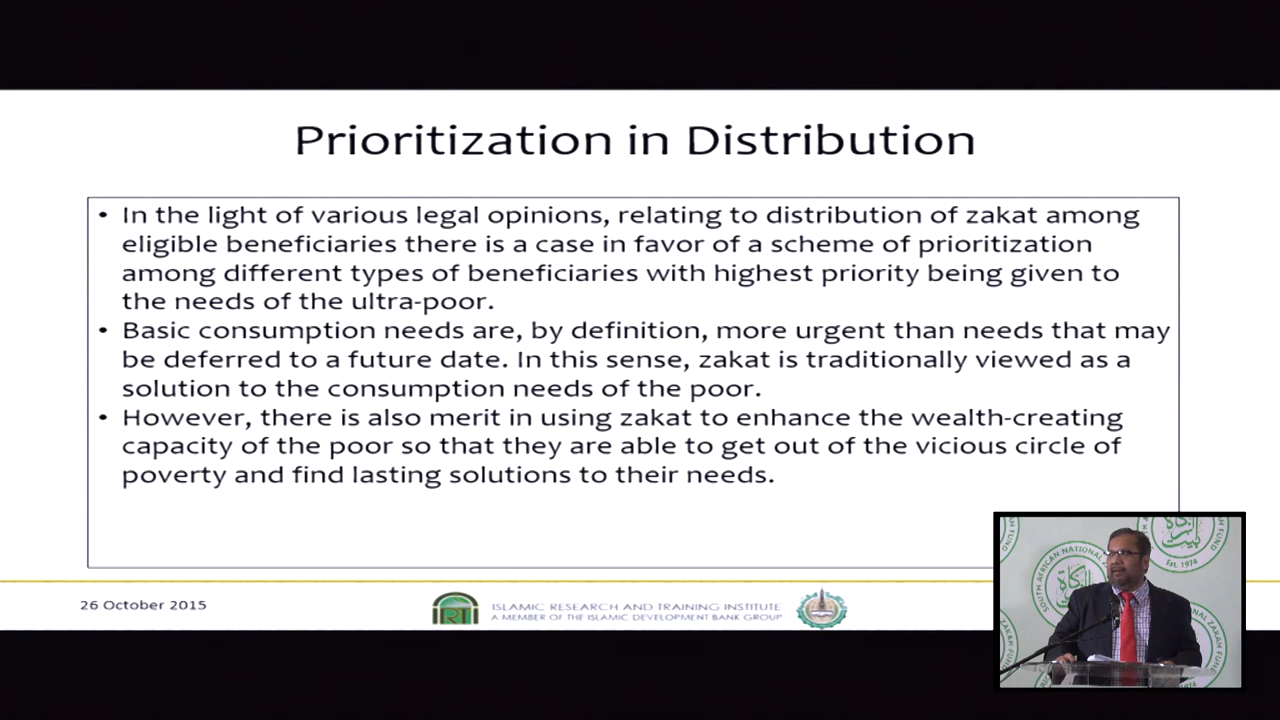 Prioritization in Distribution
• In the light of various legal opinions, relating to distribution of zakat among
eligible beneficiaries there is a case in favor of a scheme of prioritization
among different types of beneficiaries with highest priority being given to
the needs of the ultra-poor.
• Basic consumption needs are, by definition, more urgent than needs that may
be deferred to a future date. In this sense, zakat is traditionally viewed as a
solution to the consumption needs of the poor.
• However, there is also merit in using zakat to enhance the wealth-creating
capacity of the poor so that they are able to get out of the vicious circle of
poverty and find lasting solutions to their needs.
26 October 2015
IRTI
ISLAMIC RESEARCH AND TRAINING INSTITUTE
A MEMBER OF THE ISLAMIC DEVELOPMENT BANK GROUP
SOUTH AFRICAN NATIONAL
Est. 1974